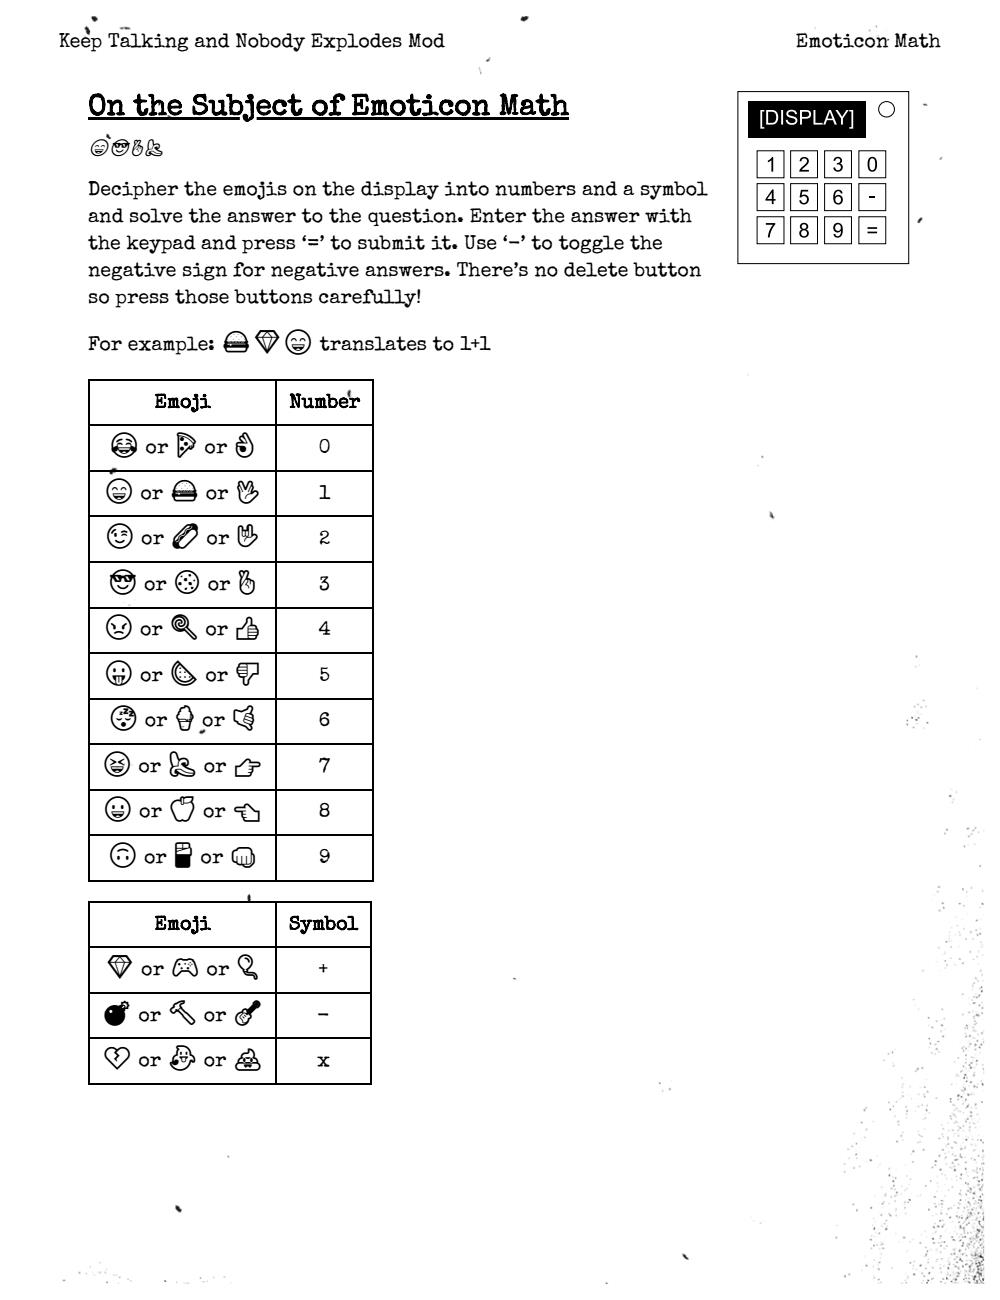 Keep Talking and Nobody Explodes Mod
Emoticon Math
On the Subject of Emoticon Math
[DISPLAY]
1 2 3 0
4 5 6 -
7 8 9 =
Decipher the emojis on the display into numbers and a symbol
and solve the answer to the question. Enter the answer with
the keypad and press ‘=’ to submit it. Use ‘-’ to toggle the
negative sign for negative answers. There’s no delete button
so press those buttons carefully!
For example: translates to 1+1
Emoji Number
or or 0
or or 1
or or 2
or or 3
or or 4
or or 5
or or 6
or or 7
or or 8
or or 9
Emoji Symbol
or or +
or or -
or or x